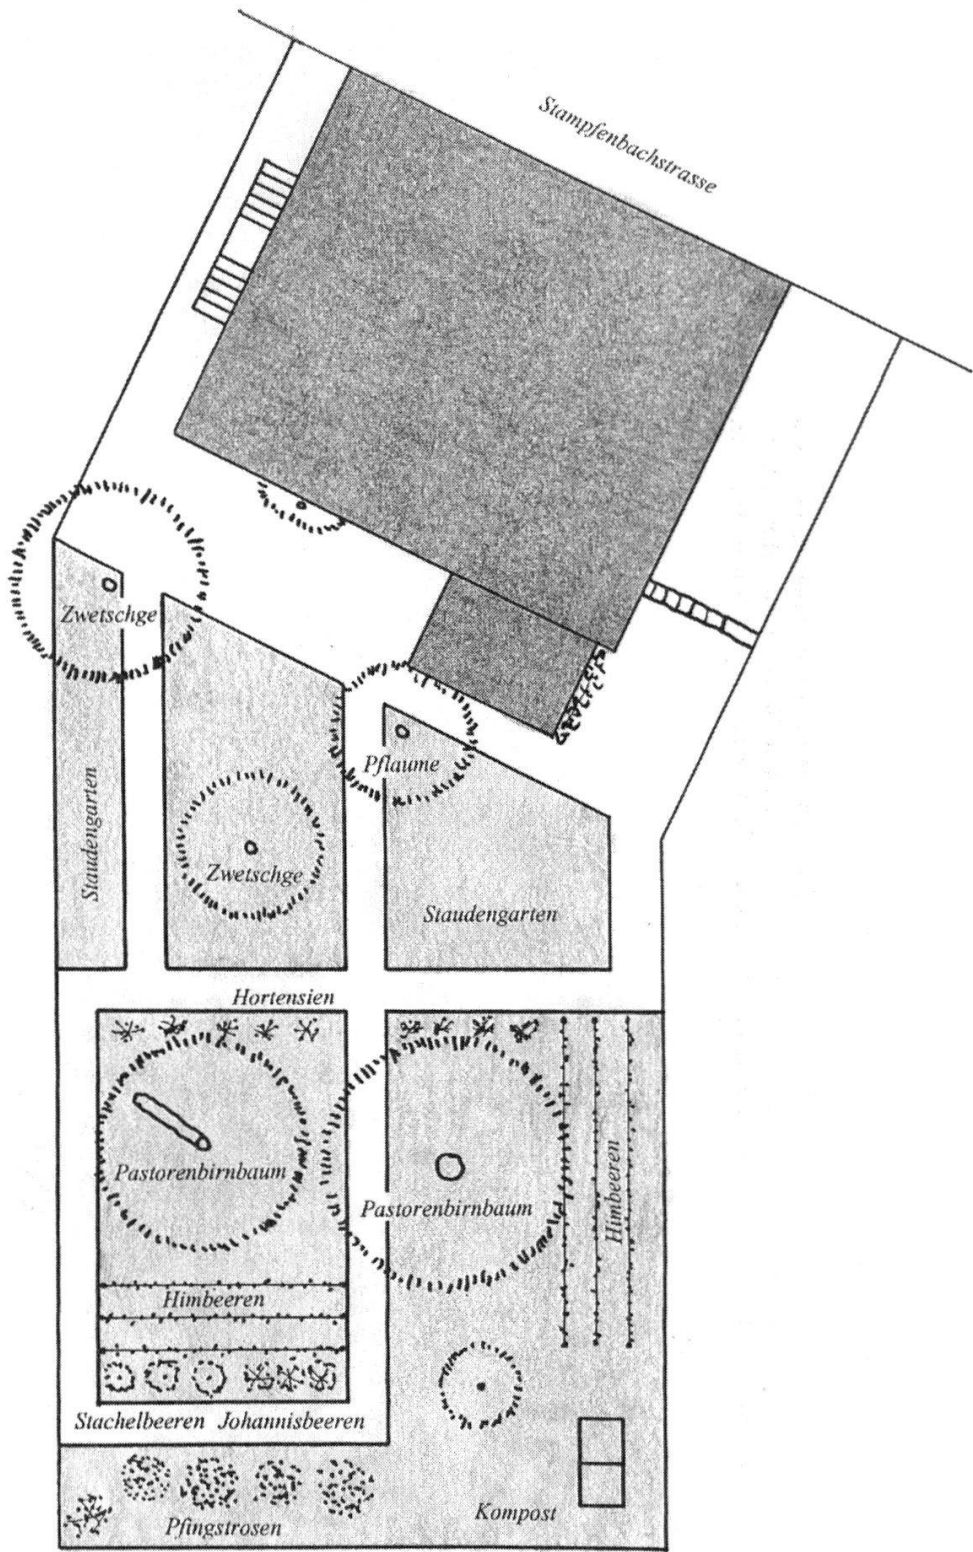 Stampfenbachstrasse
Zwetschge
Pflaume
Staudengarten
Zwetschge
Staudengarten
Hortensien
Pastorenbirnbaum
Pastorenbirnbaum
Himbeeren
Himbeeren
Stachelbeeren Johannisbeeren
Kompost
Pfingstrosen